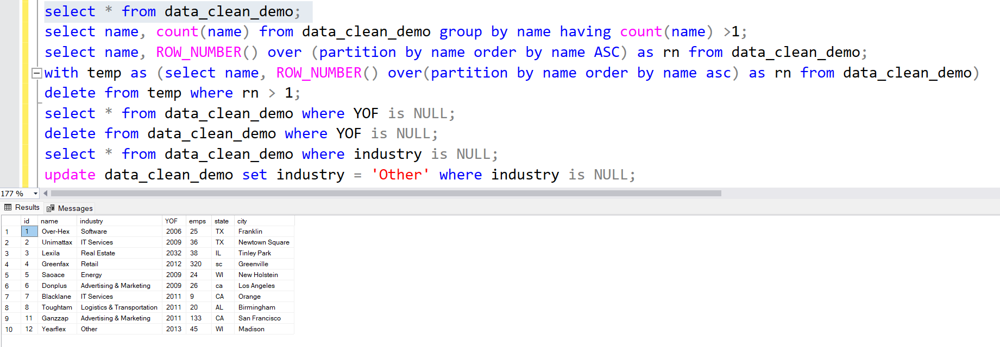 select * from data_clean_demo;
select name, count(name) from data_clean_demo group by name having count(name) >1;
select name, ROW_NUMBER() over (partition by name order by name ASC) as rn from data_clean_demo;
with temp as (select name, ROW_NUMBER() over(partition by name order by name asc) as rn from data_clean_demo)
delete from temp where rn > 1;
select * from data_clean_demo where YOF is NULL;
delete from data_clean_demo where YOF is NULL;
select * from data_clean_demo where industry is NULL;
update data_clean_demo set industry = 'Other' where industry is NULL;
177 %
Results Messages
id name industry YOF emps state city
1 1 Over-Hex Software 2006 25 TX Franklin
2 2 Unimattax IT Services 2009 36 TX Newtown Square
3 3 Lexila Real Estate 2032 38 IL Tinley Park
4 4 Greenfax Retail 2012 320 sc Greenville
5 5 Saoace Energy 2009 24 WI New Holstein
6 6 Donplus Advertising & Marketing 2009 26 ca Los Angeles
7 7 Blacklane IT Services 2011 9 CA Orange
8 8 Toughtam Logistics & Transportation 2011 20 AL Birmingham
9 11 Ganzzap Advertising & Marketing 2011 133 CA San Francisco
10 12 Yearflex Other 2013 45 WI Madison